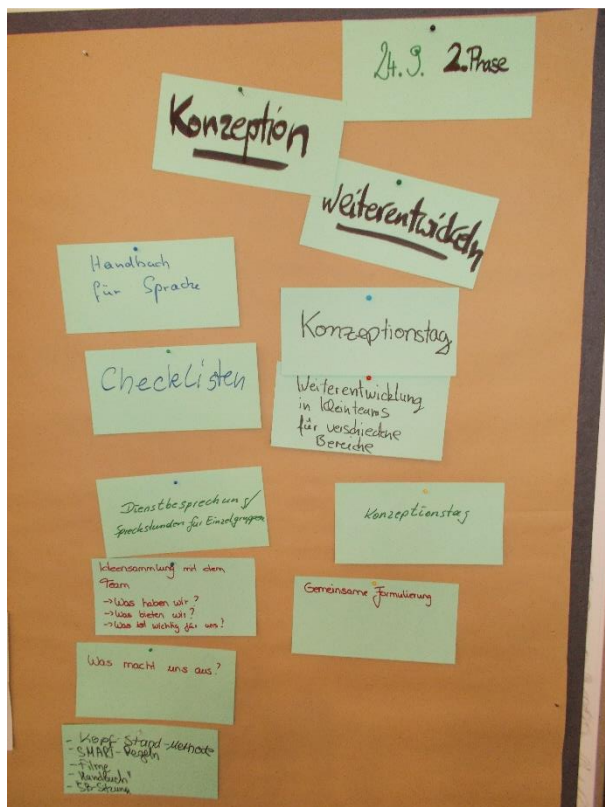 24.9. 2. Phase
Konzeption
weiterentwickeln
Handbuch
für Sprache
Checklisten
Konzeptionstag
Weiterentwicklung
in Kleinteams
für verschiedene
Bereiche
Dienstbesprechung/
Sprechstunden für Einzelgruppen
Konzeptionstag
Ideensammlung mit dem
Team
→ Was haben wir?
→ Was bieten wir?
→ Was ist wichtig für uns?
Gemeinsame Formulierung
Was macht uns aus?
- Kopf-Stand-Methode
- SMART-Regeln
- Filme
- "Handbuch"